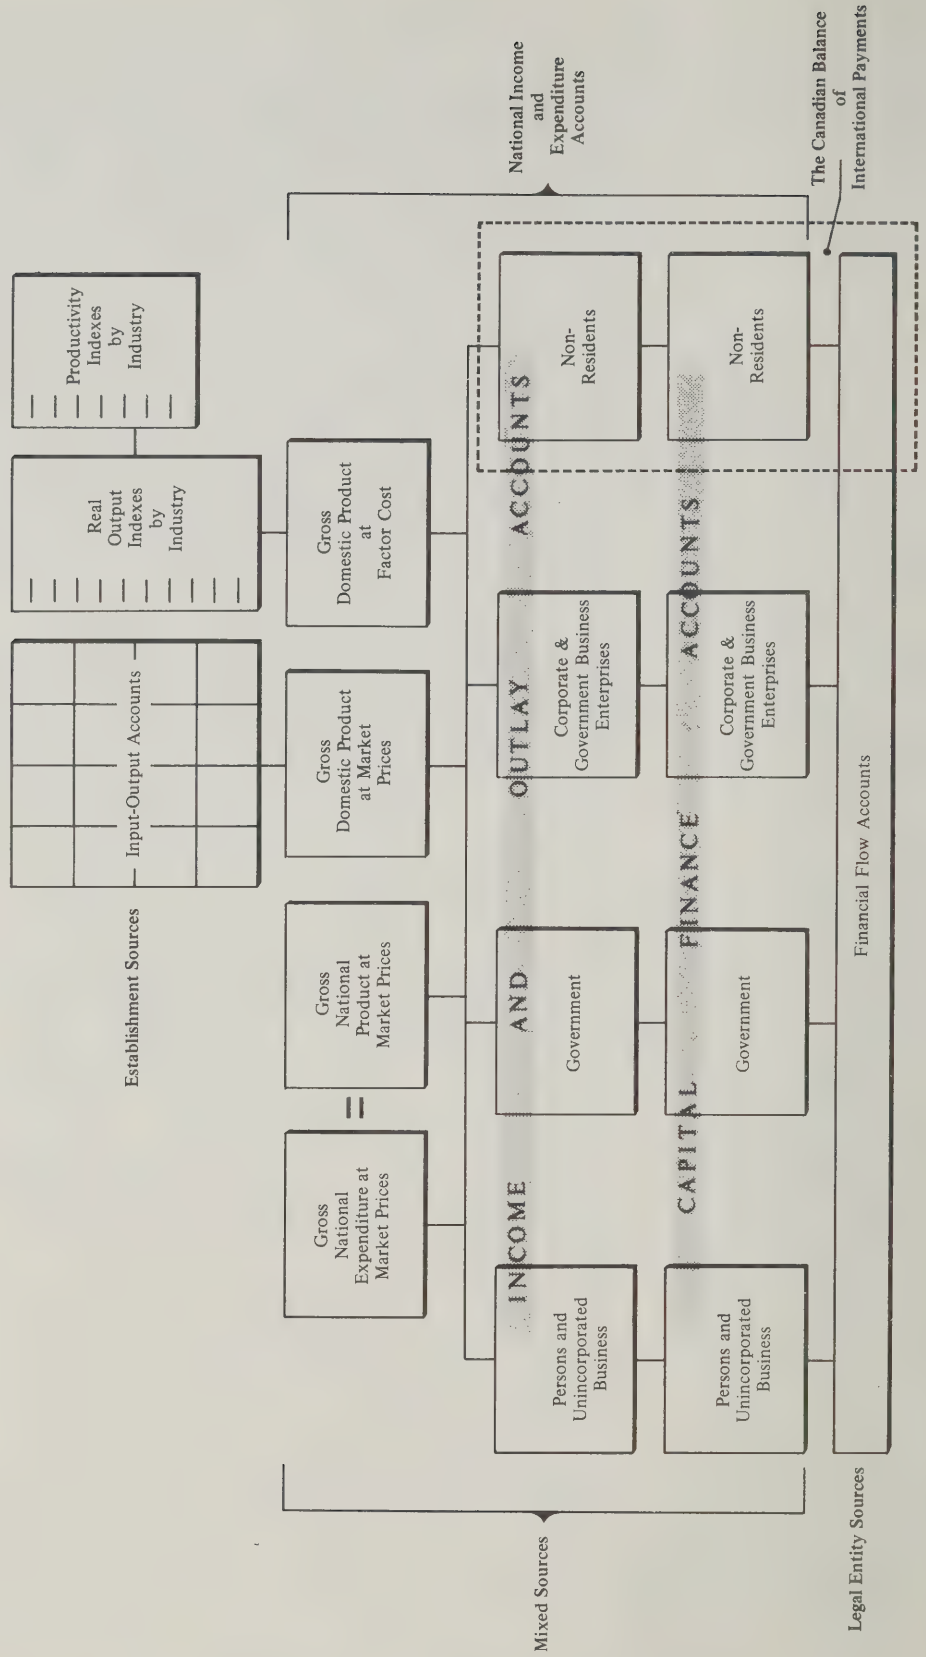 Establishment Sources
Input-Output Accounts
Real
Output
Indexes
by
Industry
Productivity
Indexes
by
Industry
Mixed Sources
Gross
National
Expenditure at
Market Prices
=
Gross
National
Product at
Market Prices
Gross
Domestic Product
at Market
Prices
Gross
Domestic Product
at
Factor Cost
National Income
and
Expenditure
Accounts
INCOME AND OUTLAY ACCOUNTS
Persons and
Unincorporated
Business
Government
Corporate &
Government Business
Enterprises
Non-
Residents
CAPITAL FINANCE ACCOUNTS
Persons and
Unincorporated
Business
Government
Corporate &
Government Business
Enterprises
Non-
Residents
The Canadian Balance
of
International Payments
Legal Entity Sources
Financial Flow Accounts